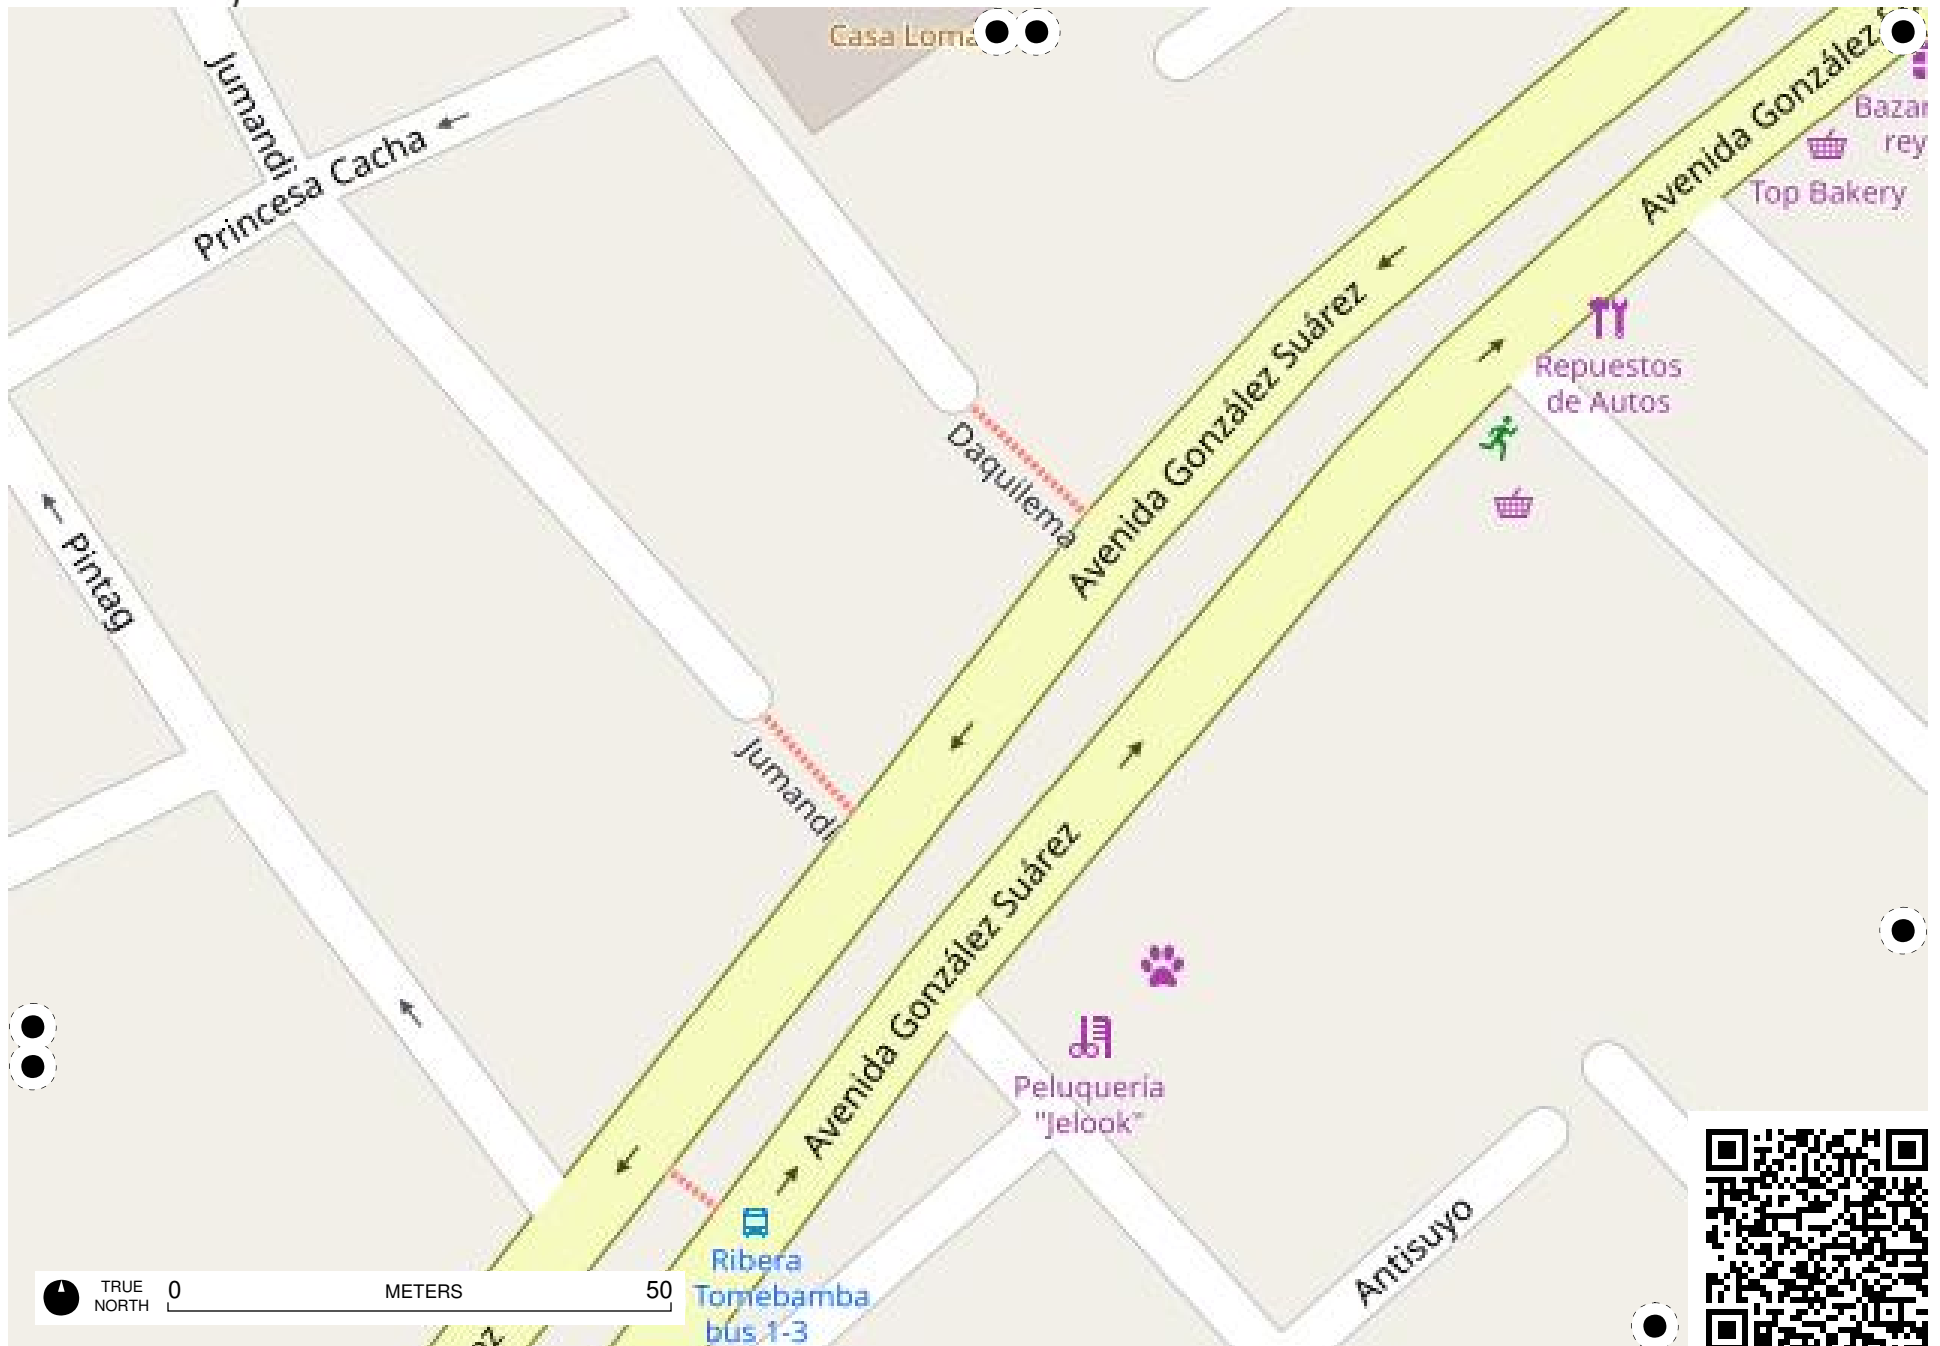 Casa Loma
Jumandi
Princesa Cacha
Avenida González
Bazar
rey
Top Bakery
Avenida González Suárez
Repuestos
de Autos
Daquilema
Pintag
Jumandi
Avenida González Suárez
Peluquería
"Jelook"
Antisuyo
Ribera
Tomebamba
bus 1-3
TRUE
NORTH
0 METERS 50